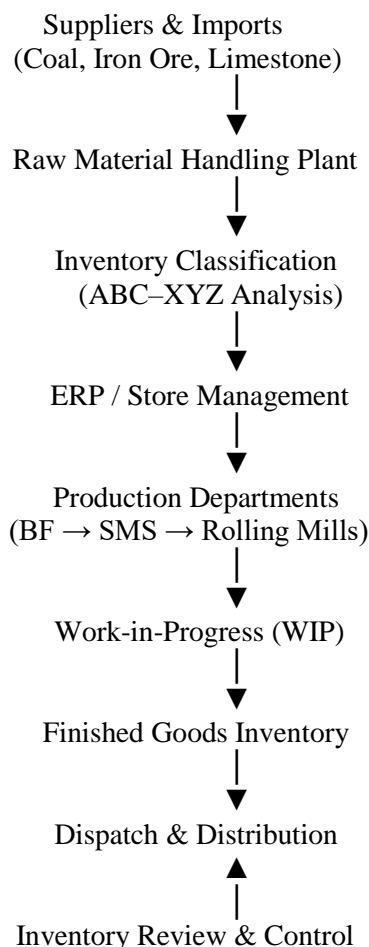 Suppliers & Imports
(Coal, Iron Ore, Limestone)
Raw Material Handling Plant
Inventory Classification
(ABC–XYZ Analysis)
ERP / Store Management
Production Departments
(BF → SMS → Rolling Mills)
Work-in-Progress (WIP)
Finished Goods Inventory
Dispatch & Distribution
Inventory Review & Control